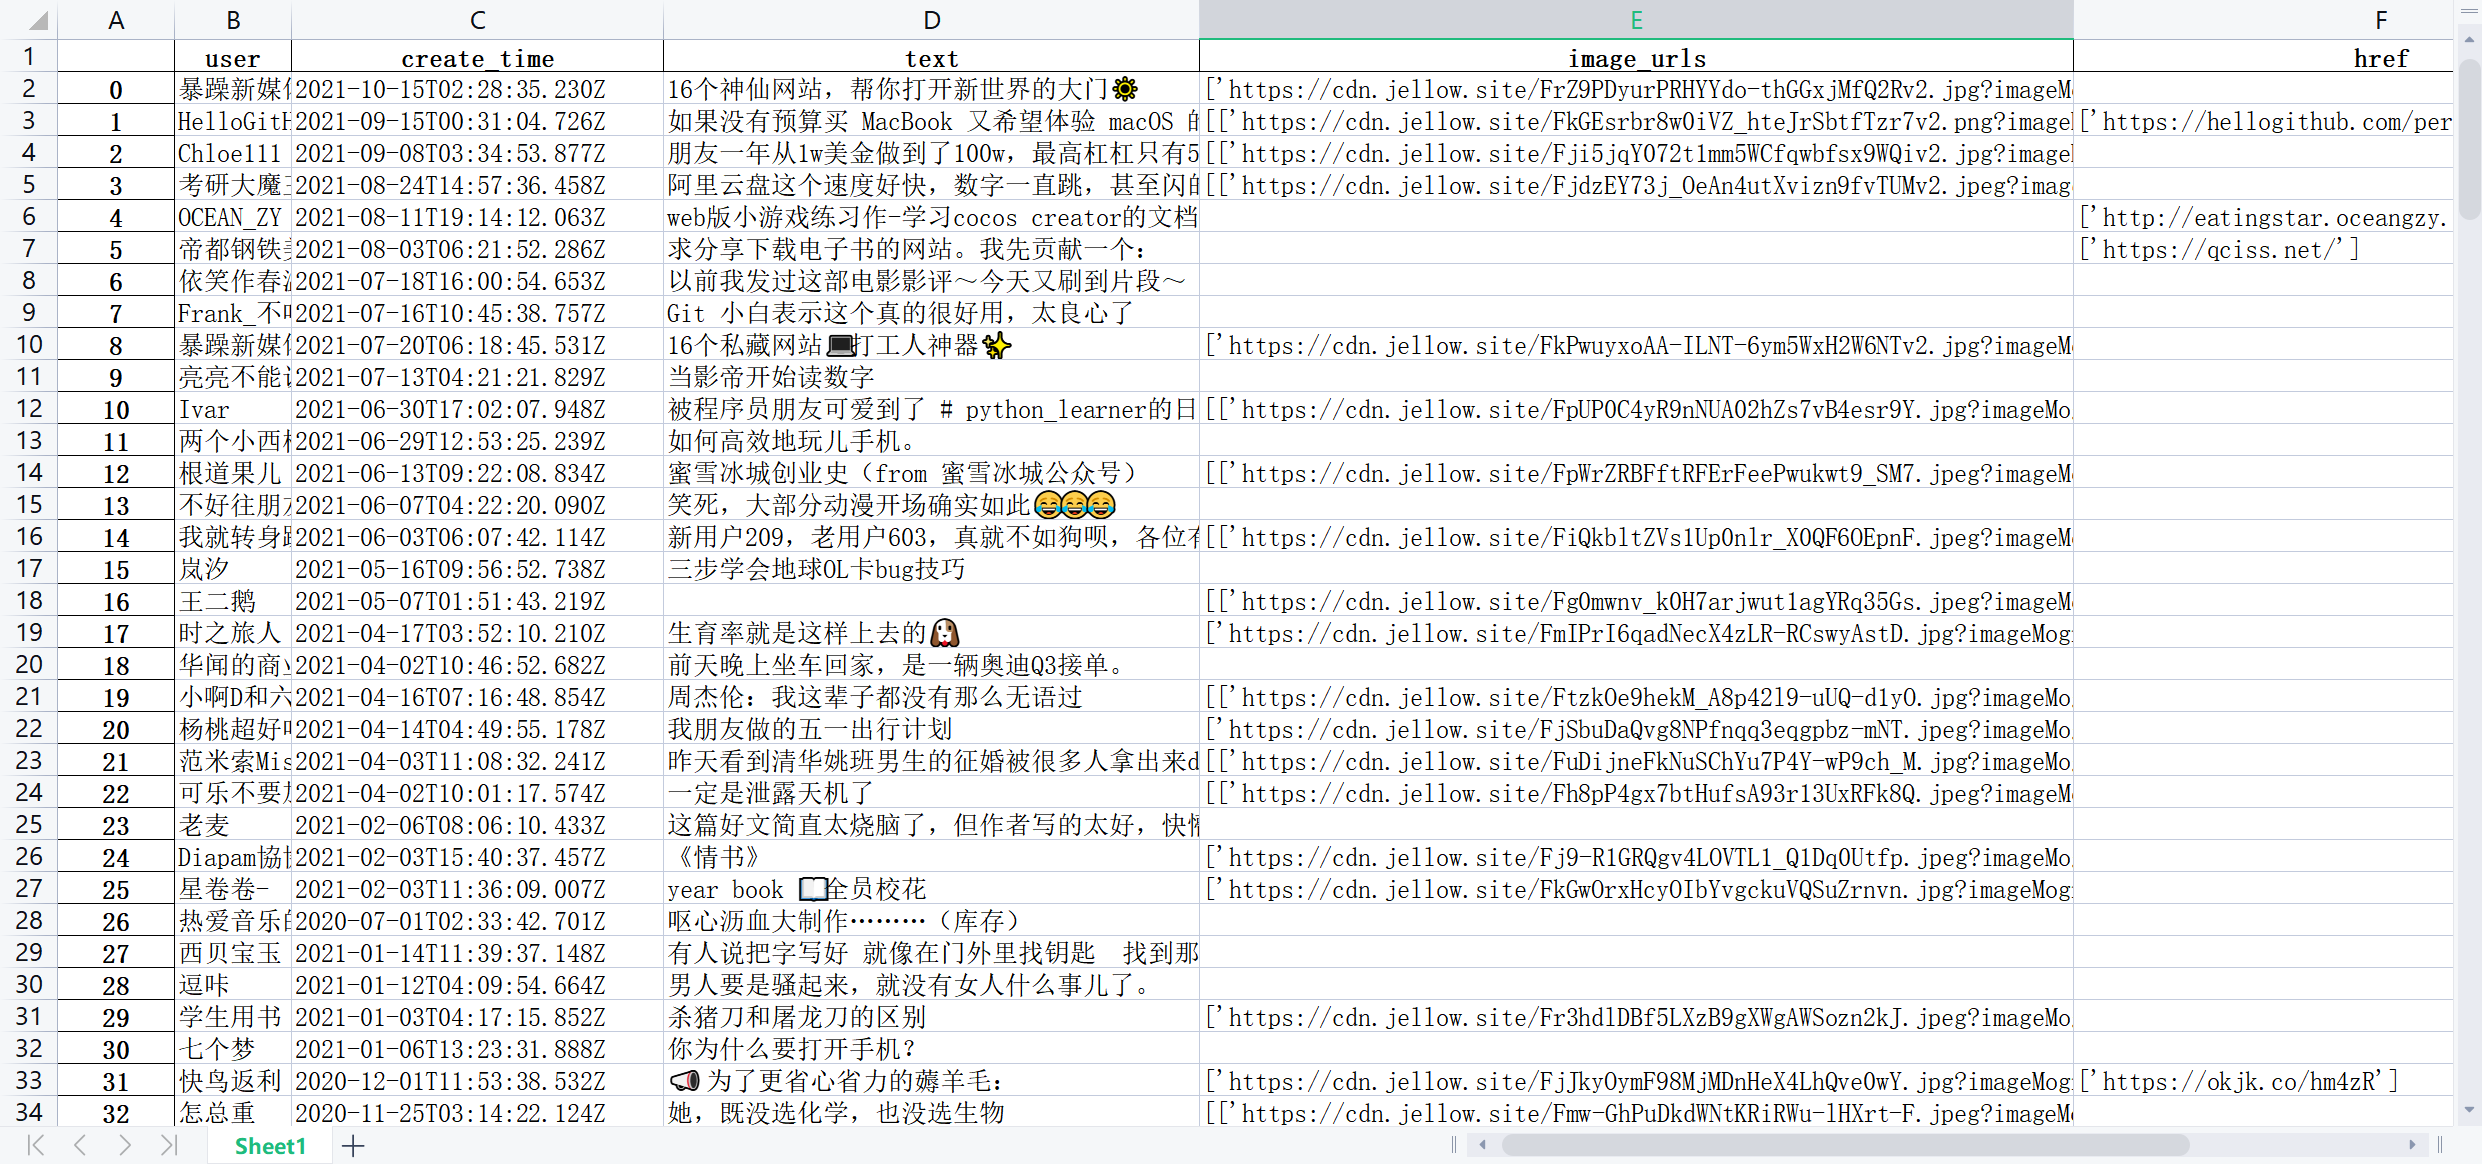 A B C D E F
1 user create_time text image_urls href
2 0 暴躁新媒 2021-10-15T02:28:35.230Z 16个神仙网站，帮你打开新世界的大门🔆 ['https://cdn.jellow.site/FrZ9PDyurPRHYYdo-thGGxjMfQ2Rv2.jpg?imageM
3 1 HelloGitH 2021-09-15T00:31:04.726Z 如果没有预算买 MacBook 又希望体验 macOS 的 [['https://cdn.jellow.site/FkGEsrbr8w0iVZ_hteJrSbtfTzr7v2.png?image ['https://hellogithub.com/per
4 2 Chloe111 2021-09-08T03:34:53.877Z 朋友一年从1w美金做到了100w，最高杠杠只有5 [['https://cdn.jellow.site/Fji5jqY072t1mm5WCfqwbfsx9WQiv2.jpg?image
5 3 考研大魔王 2021-08-24T14:57:36.458Z 阿里云盘这个速度好快，数字一直跳，甚至闪的 [['https://cdn.jellow.site/FjdzEY73j_OeAn4utXvizn9fvTUMv2.jpeg?imag
6 4 OCEAN_ZY 2021-08-11T19:14:12.063Z web版小游戏练习作-学习cocos creator的文档 ['http://eatingstar.oceangzy.
7 5 帝都钢铁 2021-08-03T06:21:52.286Z 求分享下载电子书的网站。我先贡献一个： ['https://qciss.net/']
8 6 依笑作春 2021-07-18T16:00:54.653Z 以前我发过这部电影影评～今天又刷到片段～
9 7 Frank_不 2021-07-16T10:45:38.757Z Git 小白表示这个真的很好用，太良心了
10 8 暴躁新媒 2021-07-20T06:18:45.531Z 16个私藏网站💻打工人神器✨ ['https://cdn.jellow.site/FkPwuyxoAA-ILNT-6ym5WxH2W6NTv2.jpg?imageM
11 9 亮亮不能 2021-07-13T04:21:21.829Z 当影帝开始读数字
12 10 Ivar 2021-06-30T17:02:07.948Z 被程序员朋友可爱到了 # python_learner的日 [['https://cdn.jellow.site/FpUP0C4yR9nNUA02hZs7vB4esr9Y.jpg?imageMo
13 11 两个小西 2021-06-29T12:53:25.239Z 如何高效地玩儿手机。
14 12 根道果儿 2021-06-13T09:22:08.834Z 蜜雪冰城创业史（from 蜜雪冰城公众号） [['https://cdn.jellow.site/FpWrZRBFftRFErFeePwukwt9_SM7.jpeg?imageM
15 13 不好往朋 2021-06-07T04:22:20.090Z 笑死，大部分动漫开场确实如此😂😂😂
16 14 我就转身 2021-06-03T06:07:42.114Z 新用户209，老用户603，真就不如狗呗，各位有 [['https://cdn.jellow.site/FiQkbltZVs1Up0nlr_X0QF6OEpnF.jpeg?imageM
17 15 岚汐 2021-05-16T09:56:52.738Z 三步学会地球OL卡bug技巧
18 16 王二鹅 2021-05-07T01:51:43.219Z [['https://cdn.jellow.site/Fg0mwnv_k0H7arjwut1agYRq35Gs.jpeg?imageM
19 17 时之旅人 2021-04-17T03:52:10.210Z 生育率就是这样上去的🐶 ['https://cdn.jellow.site/FmIPrI6qadNecX4zLR-RCswyAstD.jpg?imageMog
20 18 华闻的商业 2021-04-02T10:46:52.682Z 前天晚上坐车回家，是一辆奥迪Q3接单。
21 19 小啊D和六 2021-04-16T07:16:48.854Z 周杰伦：我这辈子都没有那么无语过 [['https://cdn.jellow.site/FtzkOe9hekM_A8p42l9-uUQ-d1yO.jpg?imageMo
22 20 杨桃超好 2021-04-14T04:49:55.178Z 我朋友做的五一出行计划 ['https://cdn.jellow.site/FjSbuDaQvg8NPfnqq3eqgpbz-mNT.jpeg?imageMo
23 21 范米索Mis 2021-04-03T11:08:32.241Z 昨天看到清华姚班男生的征婚被很多人拿出来d [['https://cdn.jellow.site/FuDijneFkNuSChYu7P4Y-wP9ch_M.jpg?imageMo
24 22 可乐不要 2021-04-02T10:01:17.574Z 一定是泄露天机了 [['https://cdn.jellow.site/Fh8pP4gx7btHufsA93r13UxRFk8Q.jpeg?imageM
25 23 老麦 2021-02-06T08:06:10.433Z 这篇好文简直太烧脑了，但作者写的太好，快
26 24 Diapam協 2021-02-03T15:40:37.457Z 《情书》 ['https://cdn.jellow.site/Fj9-R1GRQgv4LOVTL1_Q1Dq0Utfp.jpeg?imageMo
27 25 星卷卷- 2021-02-03T11:36:09.007Z year book 📖全员校花 ['https://cdn.jellow.site/FkGwOrxHcyOIbYvgckuVQSuZrnvn.jpg?imageMog
28 26 热爱音乐的 2020-07-01T02:33:42.701Z 呕心沥血大制作………（库存）
29 27 西贝宝玉 2021-01-14T11:39:37.148Z 有人说把字写好 就像在门外里找钥匙 找到那
30 28 逗咔 2021-01-12T04:09:54.664Z 男人要是骚起来，就没有女人什么事儿了。
31 29 学生用书 2021-01-03T04:17:15.852Z 杀猪刀和屠龙刀的区别 ['https://cdn.jellow.site/Fr3hdlDBf5LXzB9gXWgAWSozn2kJ.jpeg?imageMo
32 30 七个梦 2021-01-06T13:23:31.888Z 你为什么要打开手机？
33 31 快鸟返利 2020-12-01T11:53:38.532Z 📢为了更省心省力的薅羊毛： ['https://cdn.jellow.site/FjJkyOymF98MjMDnHeX4LhQve0wY.jpg?imageMog ['https://okjk.co/hm4zR']
34 32 怎总重 2020-11-25T03:14:22.124Z 她，既没选化学，也没选生物 [['https://cdn.jellow.site/Fmw-GhPuDkdWNtKRiRWu-lHXrt-F.jpeg?imageM
Sheet1